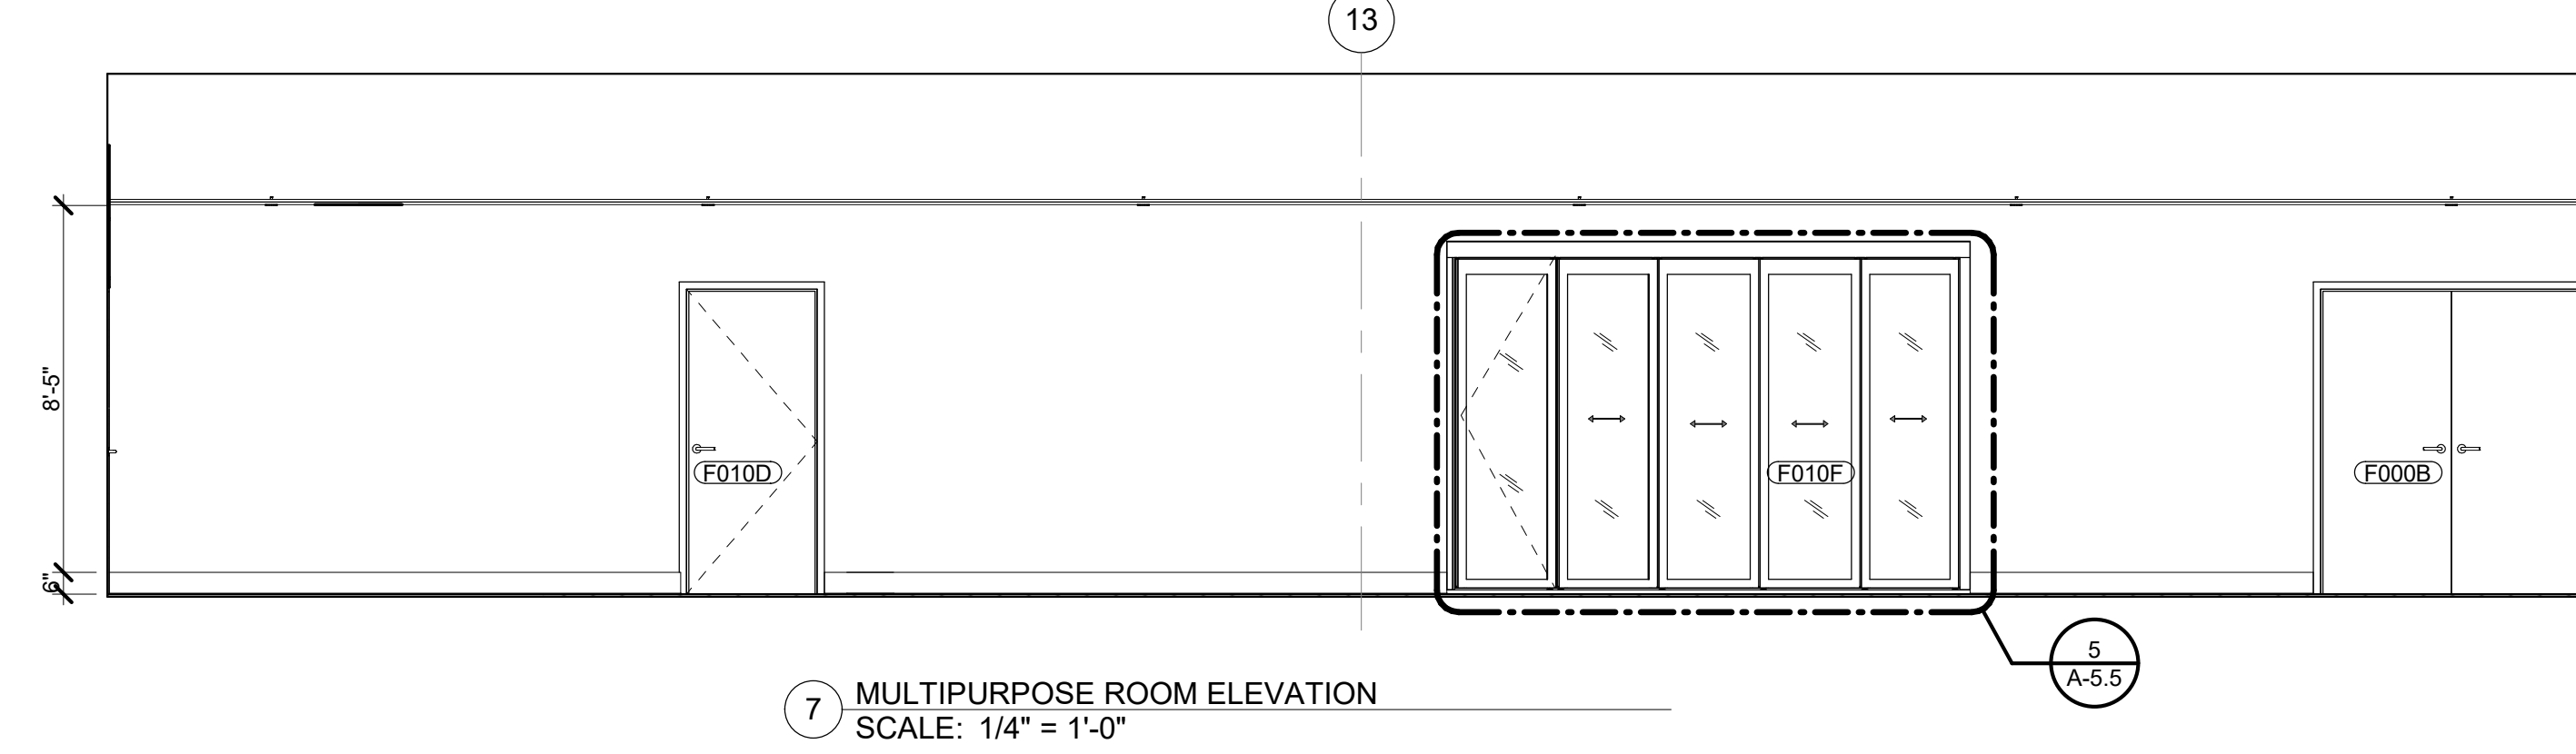 13
8'-5"
F010D
F010F
F000B
6"
5
A-5.5
7
MULTIPURPOSE ROOM ELEVATION
SCALE: 1/4" = 1'-0"